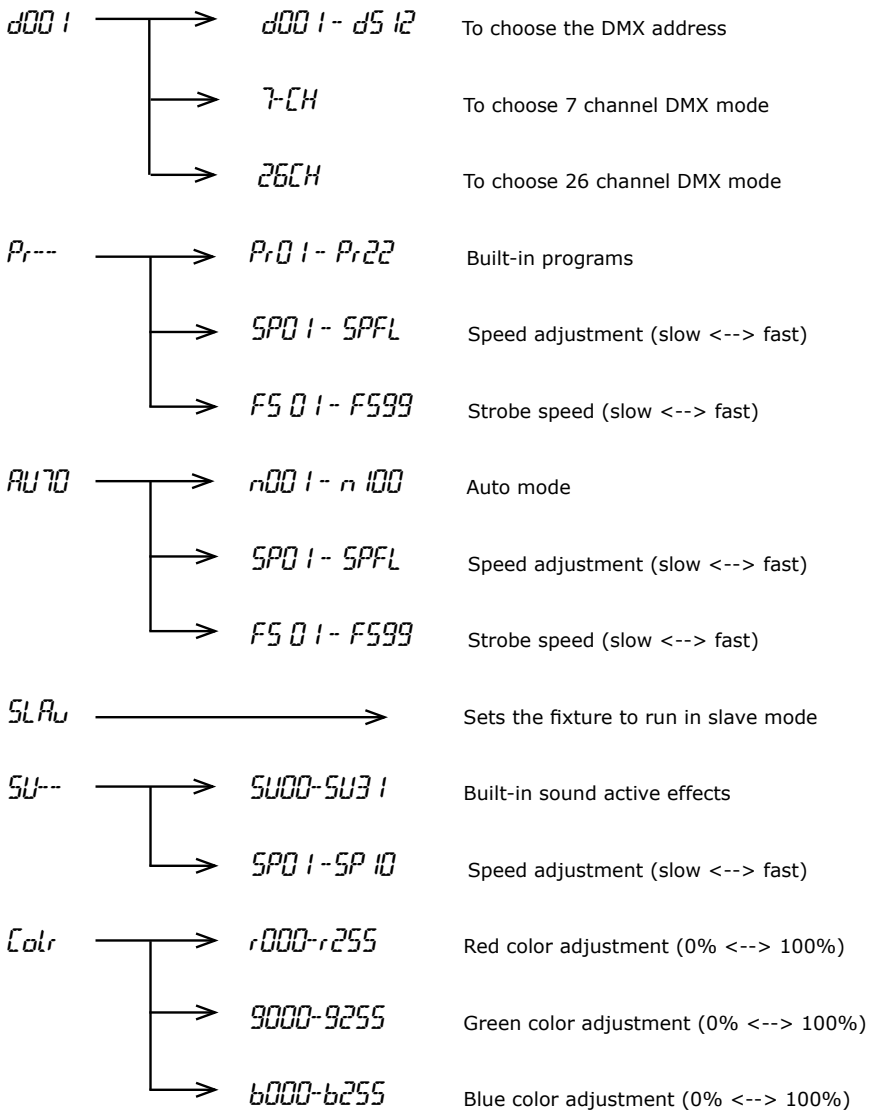 d001 d001 - d512 To choose the DMX address
7-CH To choose 7 channel DMX mode
26CH To choose 26 channel DMX mode
Pr-- Pr01 - Pr22 Built-in programs
SP01 - SPFL Speed adjustment (slow <--> fast)
FS 01 - FS99 Strobe speed (slow <--> fast)
AUTO n001 - n100 Auto mode
SP01 - SPFL Speed adjustment (slow <--> fast)
FS 01 - FS99 Strobe speed (slow <--> fast)
SLAv Sets the fixture to run in slave mode
SU-- SU00-SU31 Built-in sound active effects
SP01-SP10 Speed adjustment (slow <--> fast)
Colr r000-r255 Red color adjustment (0% <--> 100%)
g000-g255 Green color adjustment (0% <--> 100%)
b000-b255 Blue color adjustment (0% <--> 100%)